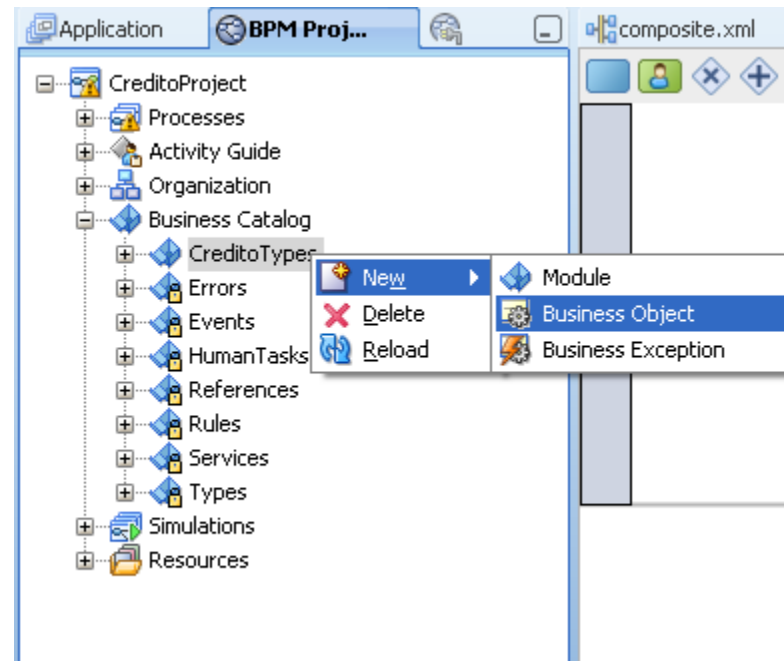 Application
BPM Proj...
composite.xml
CreditoProject
Processes
Activity Guide
Organization
Business Catalog
CreditoTypes
Errors
Events
HumanTasks
References
Rules
Services
Types
Simulations
Resources
New
Delete
Reload
Module
Business Object
Business Exception